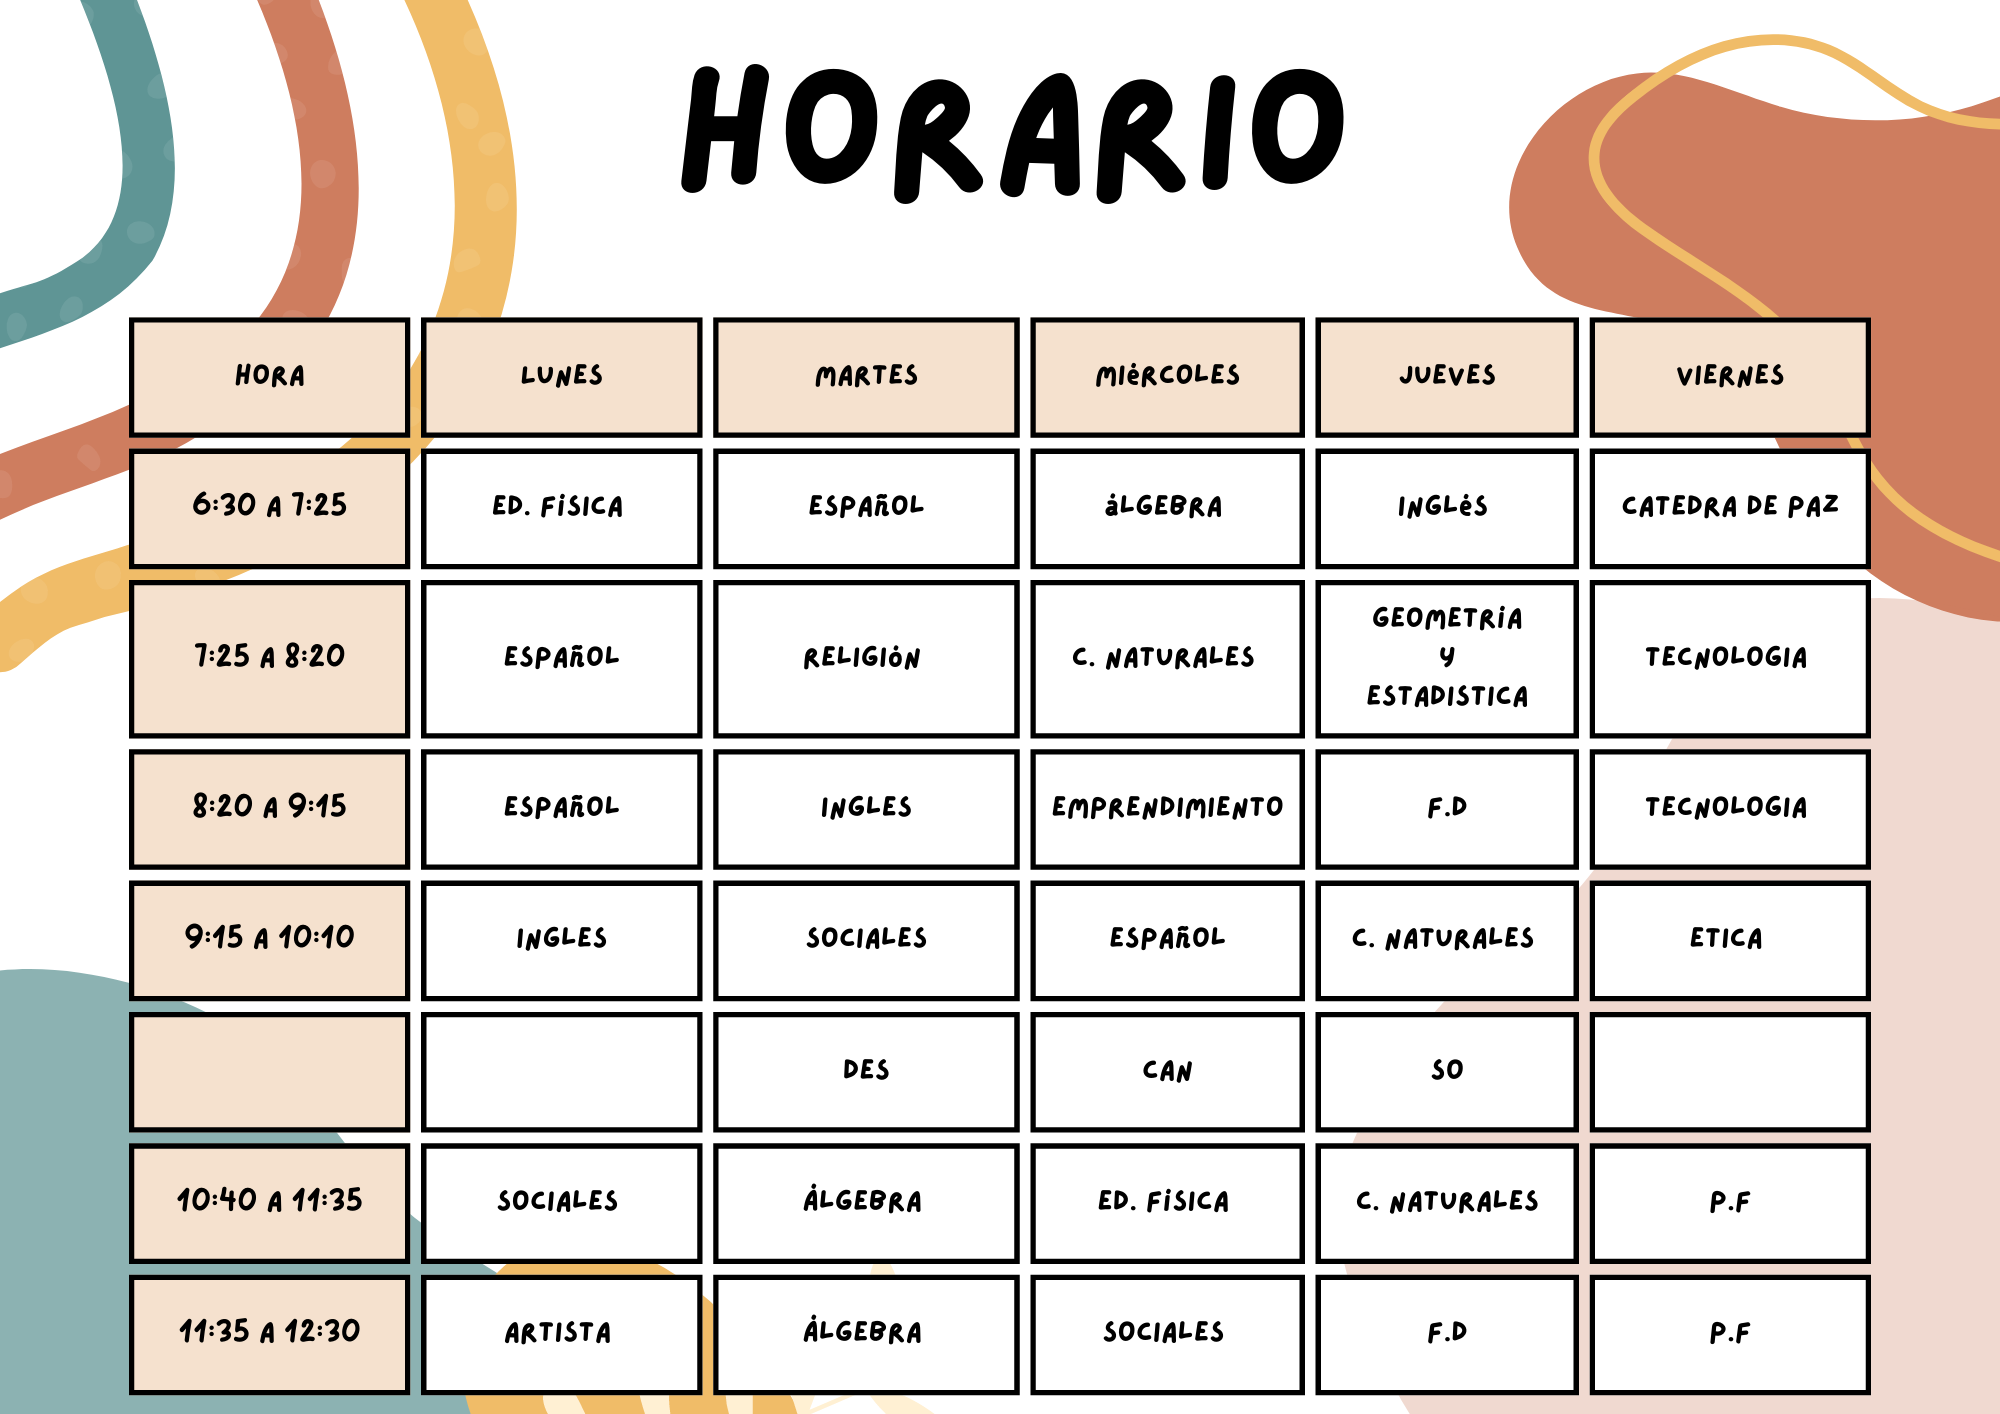 HORARIO
HORA LUNES MARTES MIéRCOLES JUEVES VIERNES
6:30 A 7:25 ED. FíSICA ESPAñOL áLGEBRA INGLéS CATEDRA DE PAZ
7:25 A 8:20 ESPAñOL RELIGIóN C. NATURALES GEOMETRíA
y
ESTADISTICA TECNOLOGIA
8:20 A 9:15 ESPAñOL INGLES EMPRENDIMIENTO F.D TECNOLOGIA
9:15 A 10:10 INGLES SOCIALES ESPAñOL C. NATURALES ETICA
DES CAN SO
10:40 A 11:35 SOCIALES ÁLGEBRA ED. FíSICA C. NATURALES P.F
11:35 A 12:30 ARTISTA ÁLGEBRA SOCIALES F.D P.F